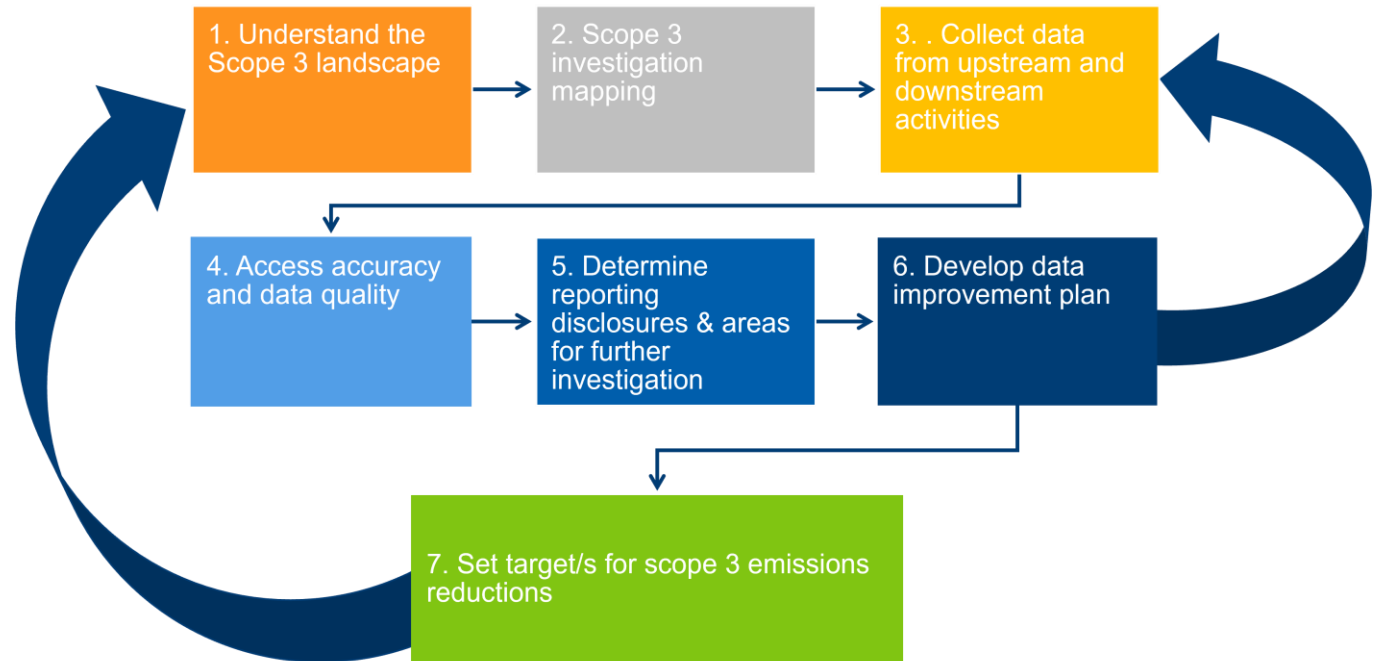 1. Understand the
Scope 3 landscape
2. Scope 3
investigation
mapping
3. . Collect data
from upstream and
downstream
activities
4. Access accuracy
and data quality
5. Determine
reporting
disclosures & areas
for further
investigation
6. Develop data
improvement plan
7. Set target/s for scope 3 emissions
reductions